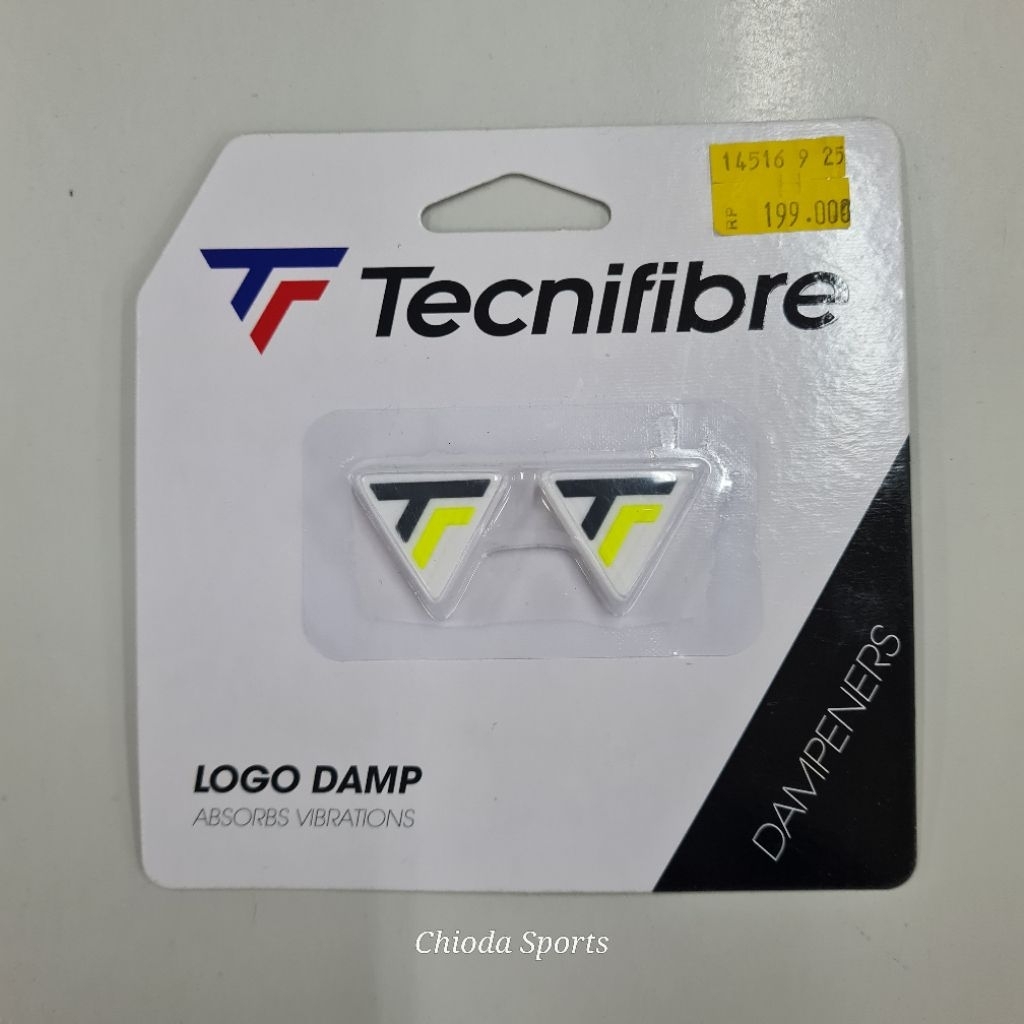 14516 9 25
RP 199.000
Tecnifibre
LOGO DAMP
ABSORBS VIBRATIONS
DAMPENERS
Chioda Sports